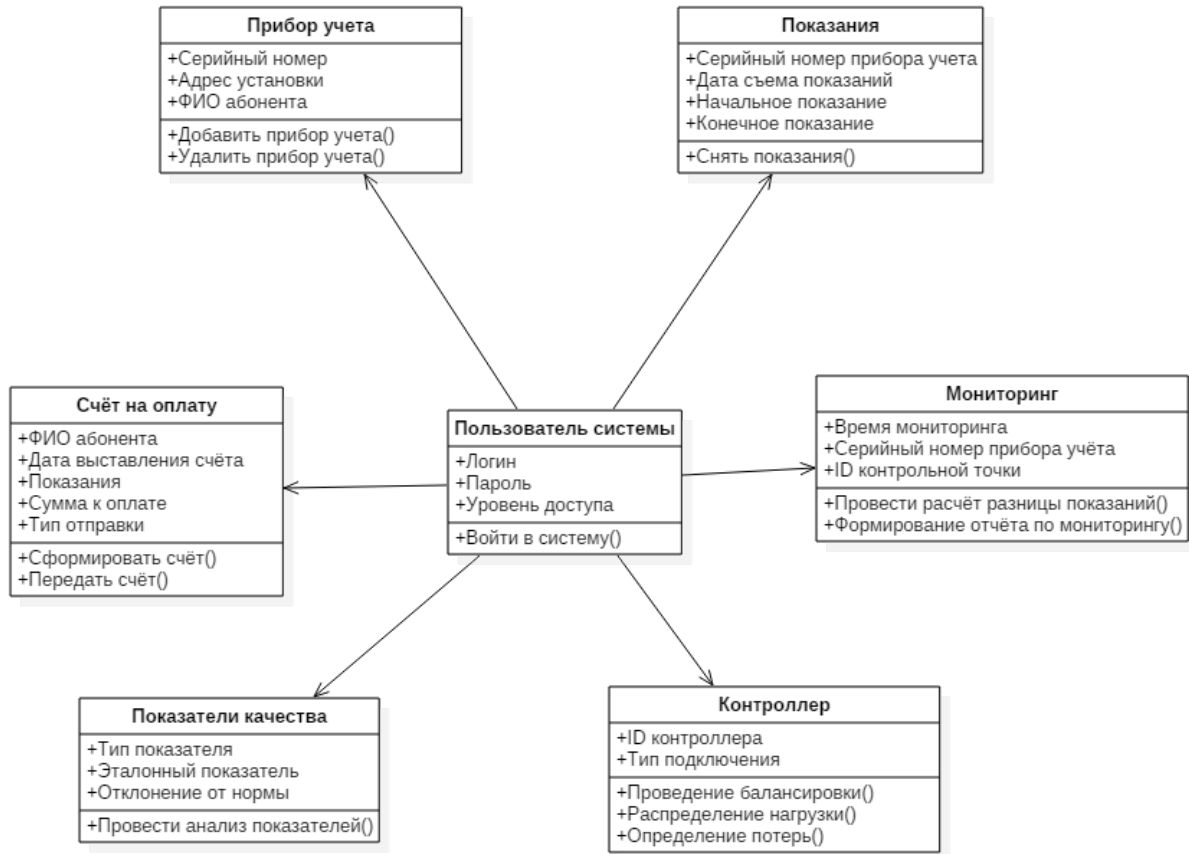 Прибор учета
+Серийный номер
+Адрес установки
+ФИО абонента
+Добавить прибор учета()
+Удалить прибор учета()
Показания
+Серийный номер прибора учета
+Дата съема показаний
+Начальное показание
+Конечное показание
+Снять показания()
Счёт на оплату
+ФИО абонента
+Дата выставления счёта
+Показания
+Сумма к оплате
+Тип отправки
+Сформировать счёт()
+Передать счёт()
Пользователь системы
+Логин
+Пароль
+Уровень доступа
+Войти в систему()
Мониторинг
+Время мониторинга
+Серийный номер прибора учёта
+ID контрольной точки
+Провести расчёт разницы показаний()
+Формирование отчёта по мониторингу()
Показатели качества
+Тип показателя
+Эталонный показатель
+Отклонение от нормы
+Провести анализ показателей()
Контроллер
+ID контроллера
+Тип подключения
+Проведение балансировки()
+Распределение нагрузки()
+Определение потерь()